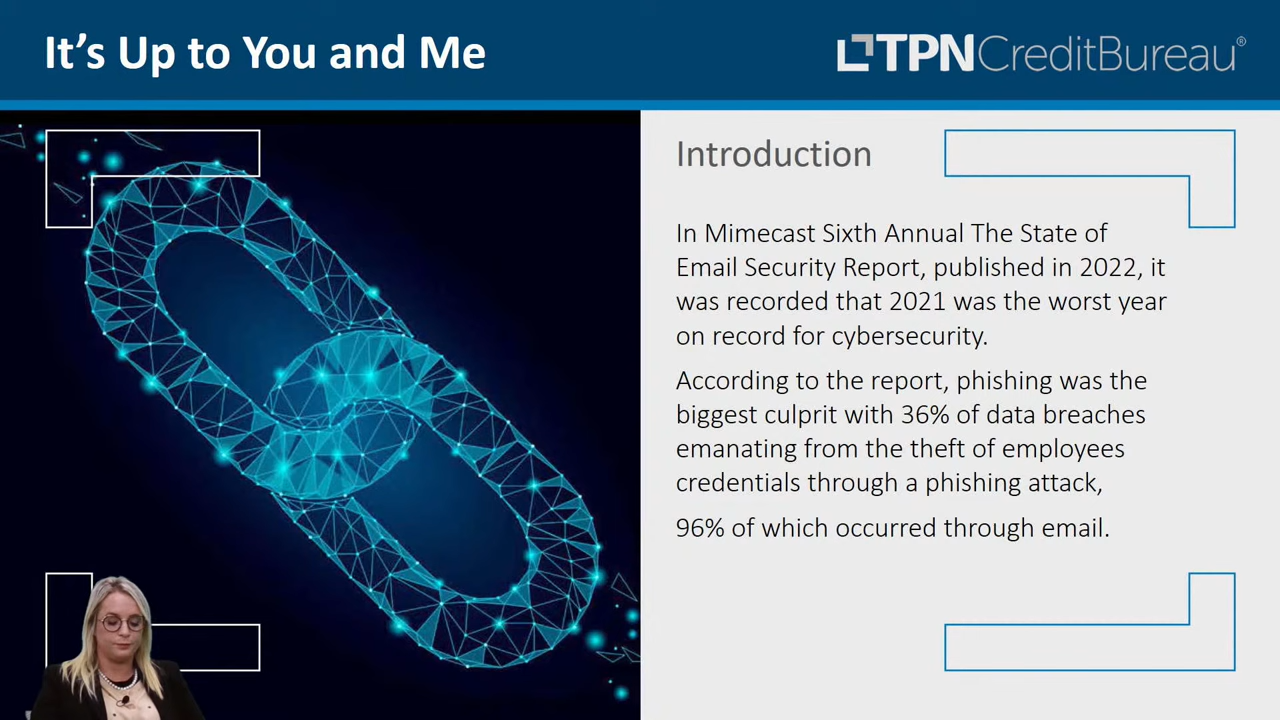 It's Up to You and Me
TPNCreditBureau®
Introduction
In Mimecast Sixth Annual The State of
Email Security Report, published in 2022, it
was recorded that 2021 was the worst year
on record for cybersecurity.
According to the report, phishing was the
biggest culprit with 36% of data breaches
emanating from the theft of employees
credentials through a phishing attack,
96% of which occurred through email.